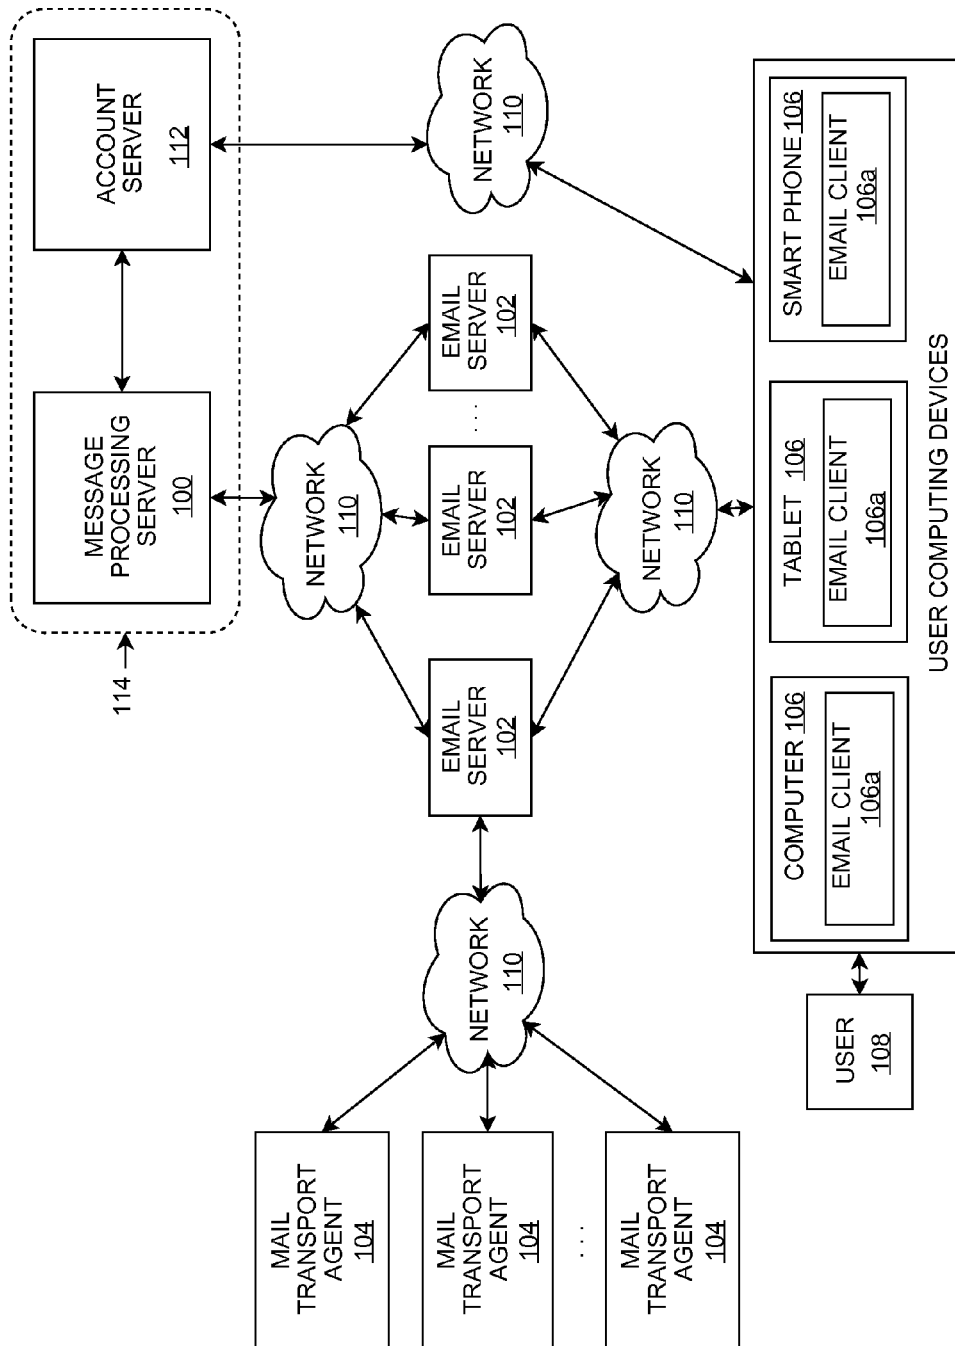 114
MESSAGE
PROCESSING
SERVER
100
ACCOUNT
SERVER
112
NETWORK
110
NETWORK
110
MAIL
TRANSPORT
AGENT
104
MAIL
TRANSPORT
AGENT
104
. . .
MAIL
TRANSPORT
AGENT
104
NETWORK
110
EMAIL
SERVER
102
EMAIL
SERVER
102
. . . .
EMAIL
SERVER
102
NETWORK
110
USER
108
COMPUTER 106
EMAIL CLIENT
106a
TABLET 106
EMAIL CLIENT
106a
SMART PHONE 106
EMAIL CLIENT
106a
USER COMPUTING DEVICES